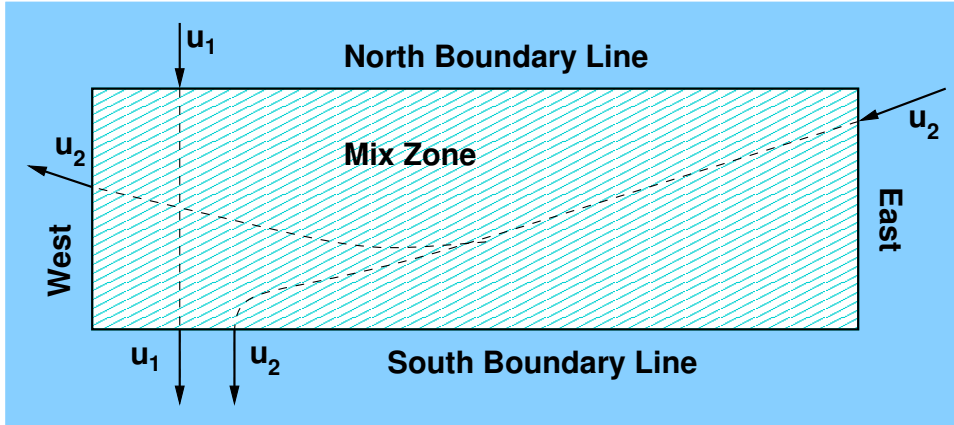 u1
North Boundary Line
u2
Mix Zone
u2
West
East
u1
u2
South Boundary Line